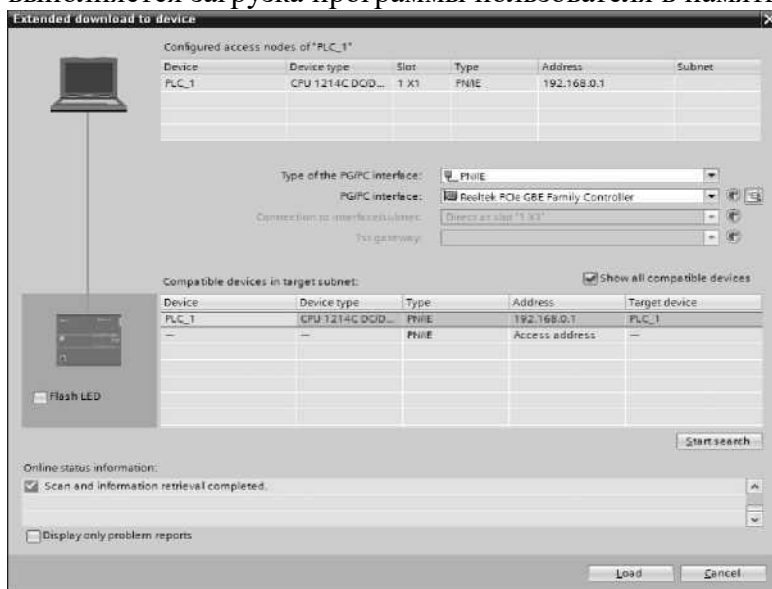 выполняется загрузка программы пользователя в память
Extended download to device
Configured access nodes of "PLC_1"
Device Device type Slot Type Address Subnet
PLC_1 CPU 1214C DC/D... 1 X1 PN/IE 192.168.0.1
Type of the PG/PC interface: PN/IE
PG/PC interface: Realtek PCIe GBE Family Controller
Connection to interface/subnet: Direct at slot '1 X1'
1st gateway:
Compatible devices in target subnet: Show all compatible devices
Device Device type Type Address Target device
PLC_1 CPU 1214C DC/D... PN/IE 192.168.0.1 PLC_1
— — PN/IE Access address —
Flash LED
Start search
Online status information:
Scan and information retrieval completed.
Display only problem reports
Load Cancel